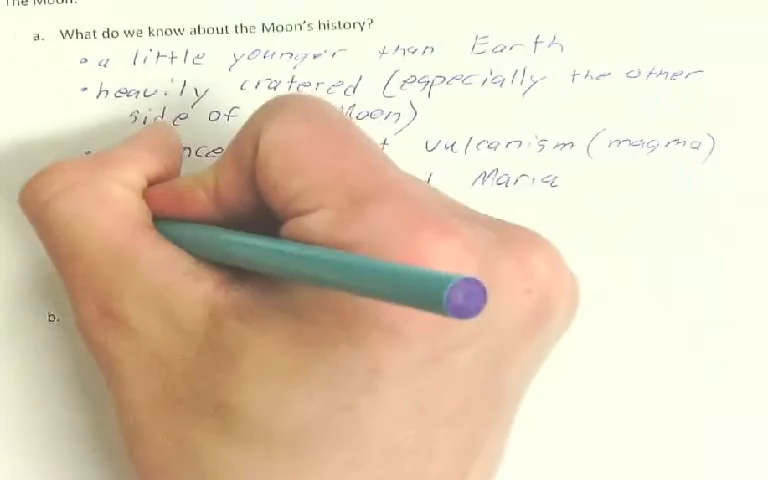 The Moon.
a. What do we know about the Moon's history?
• a little younger than Earth
• heavily cratered (especially the other
side of Moon)
vulcanism (magma)
Maria
b.